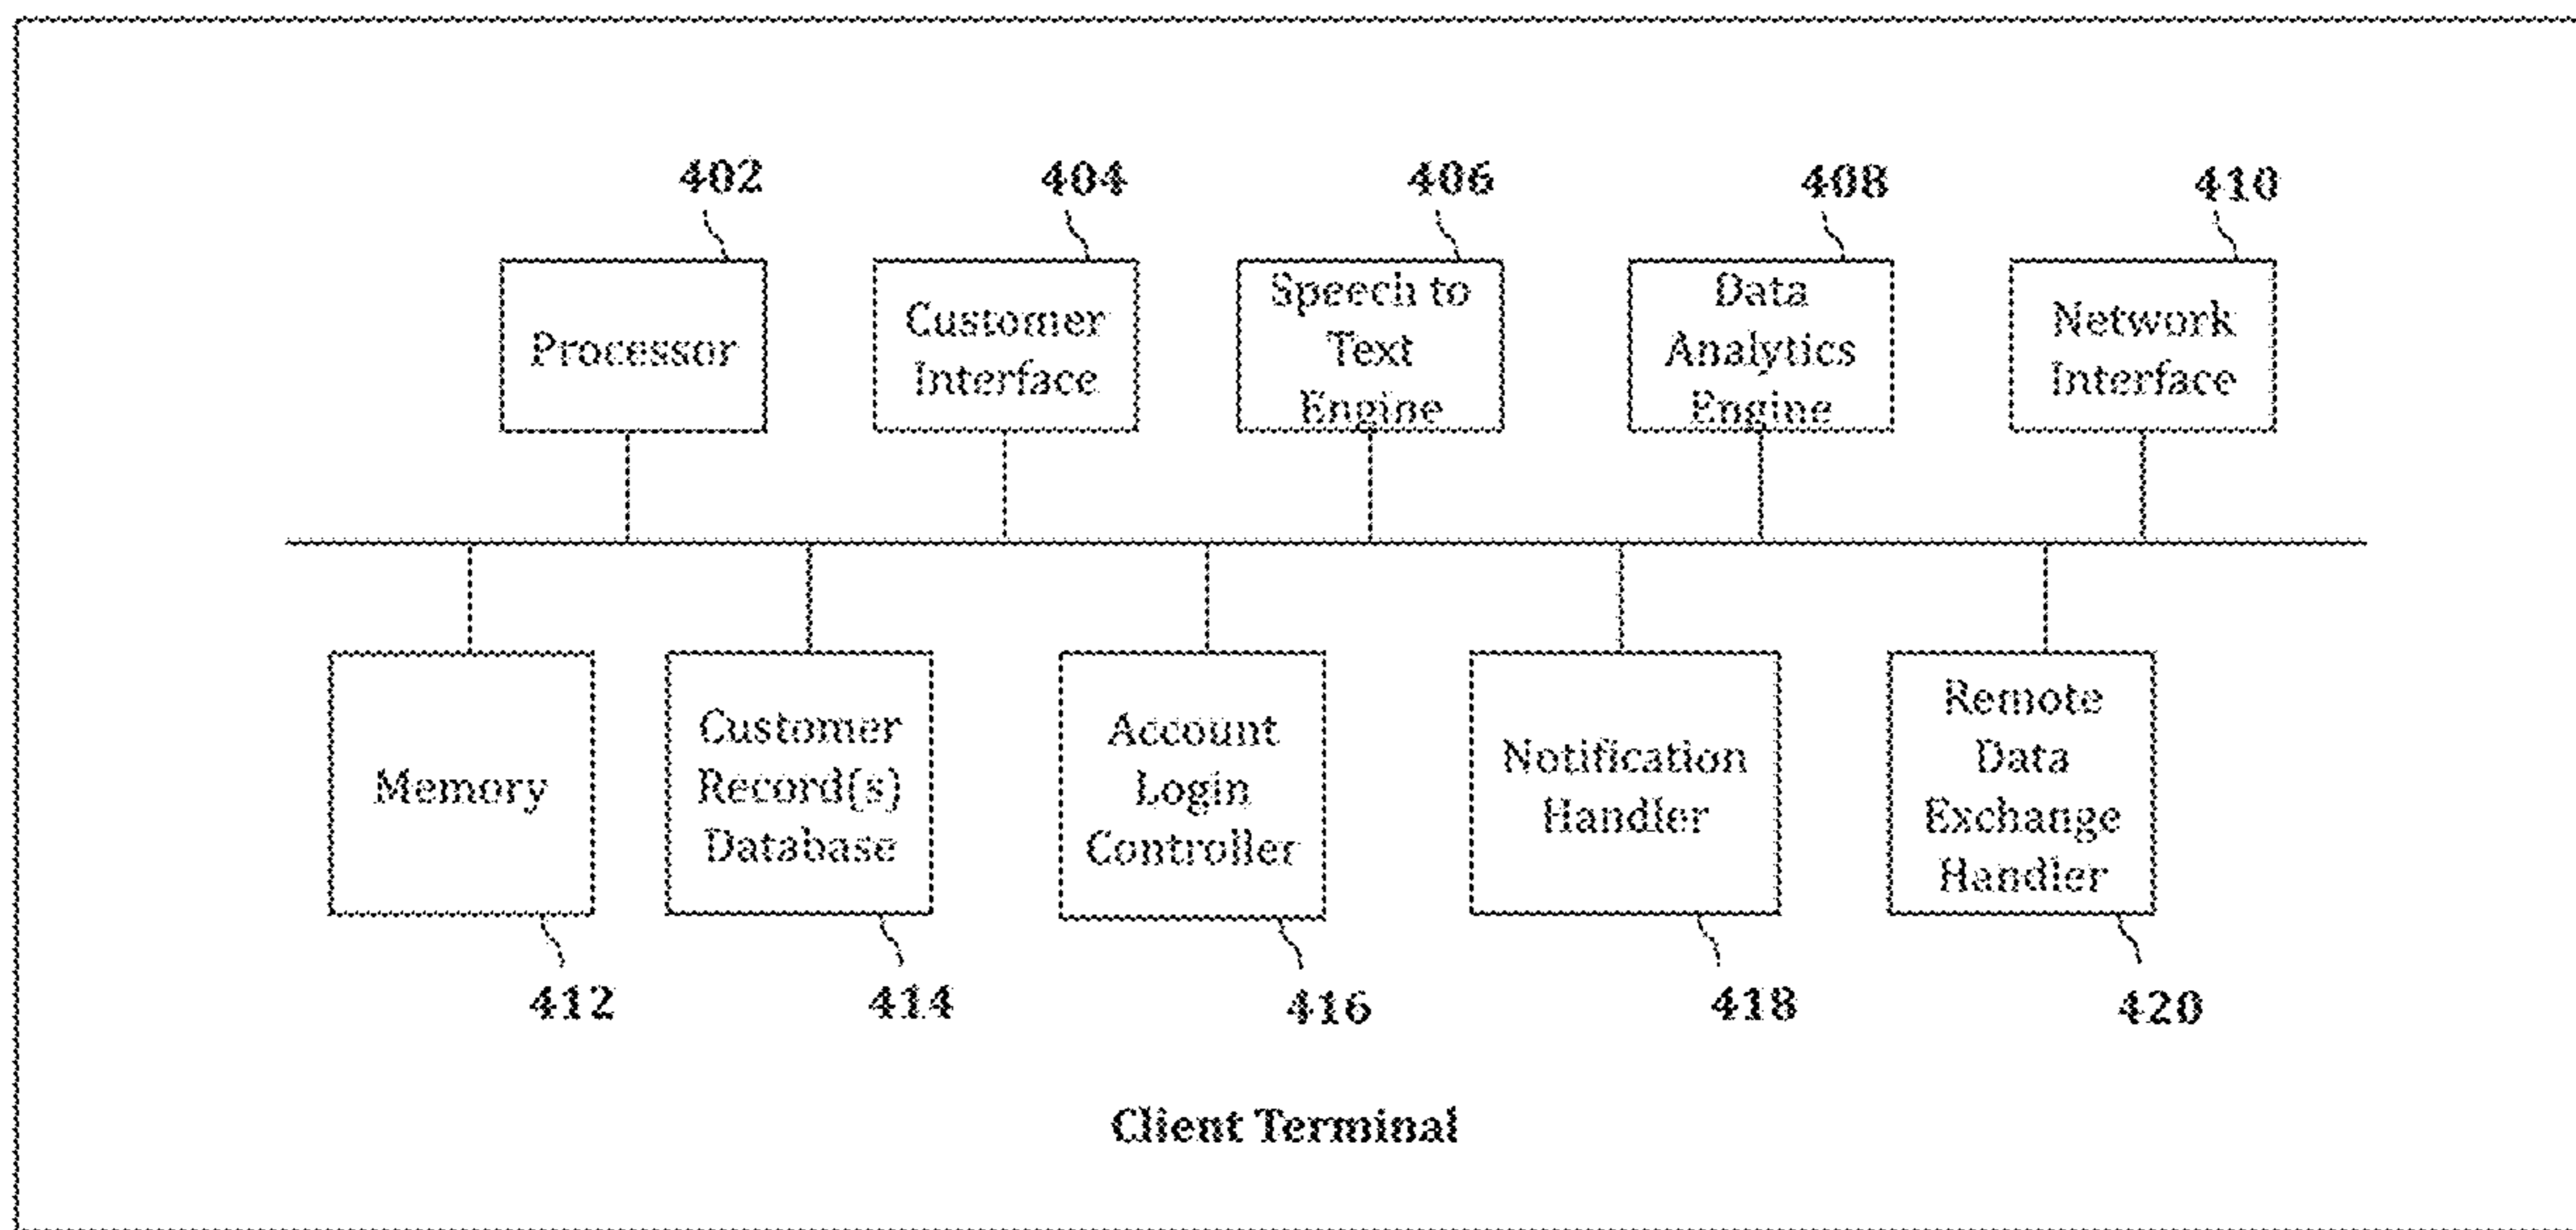 402
404
406
408
410
Processor
Customer
Interface
Speech to
Text
Engine
Data
Analytics
Engine
Network
Interface
Memory
Customer
Record(s)
Database
Account
Login
Controller
Notification
Handler
Remote
Data
Exchange
Handler
412
414
416
418
420
Client Terminal